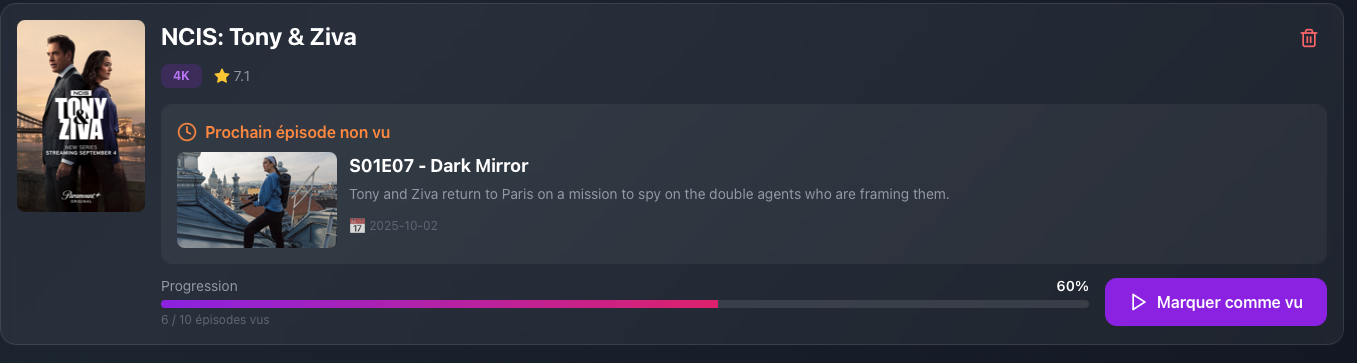 NCIS: Tony & Ziva
4K
7.1
NCIS
TONY
&
ZIVA
NEW SERIES
STREAMING SEPTEMBER 4
Paramount+
ORIGINAL
Prochain épisode non vu
S01E07 - Dark Mirror
Tony and Ziva return to Paris on a mission to spy on the double agents who are framing them.
17
2025-10-02
Progression
60%
6 / 10 épisodes vus
Marquer comme vu